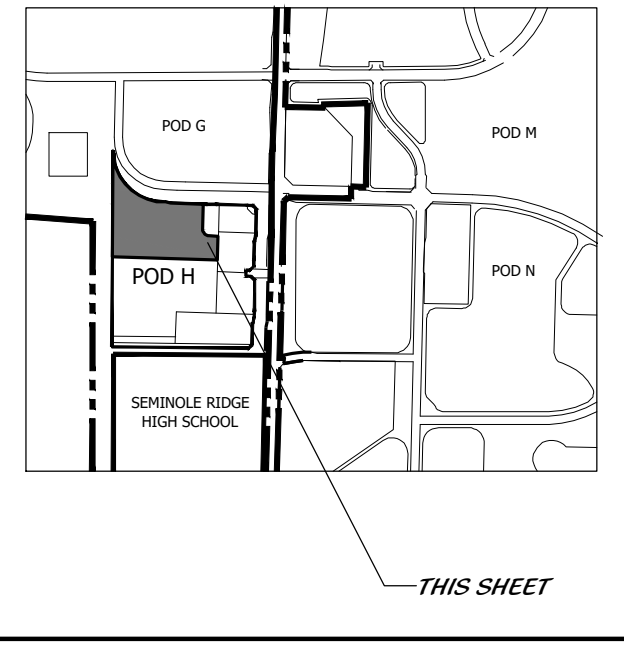 POD G
POD M
POD H
POD N
SEMINOLE RIDGE
HIGH SCHOOL
THIS SHEET